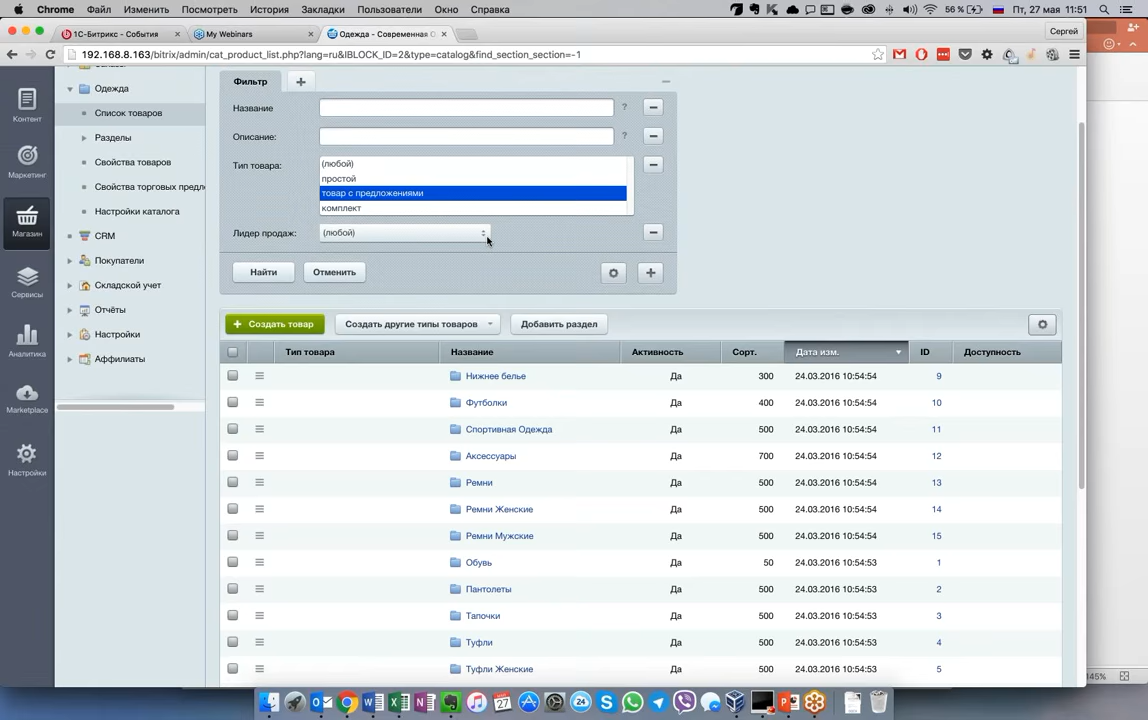 Chrome Файл Изменить Посмотреть История Закладки Пользователи Окно Справка 56 % Пт, 27 мая 11:51
1С-Битрикс - События My Webinars Одежда - Современная О Сергей
192.168.8.163/bitrix/admin/cat_product_list.php?lang=ru&IBLOCK_ID=2&type=catalog&find_section_section=-1
Контент
Маркетинг
Магазин
Сервисы
Аналитика
Marketplace
Настройки
Одежда
Список товаров
Разделы
Свойства товаров
Свойства торговых предло
Настройки каталога
CRM
Покупатели
Складской учет
Отчёты
Настройки
Аффилиаты
Фильтр +
Название ?
Описание: ?
Тип товара: (любой)
простой
товар с предложениями
комплект
Лидер продаж: (любой)
Найти Отменить
+ Создать товар Создать другие типы товаров Добавить раздел
Тип товара Название Активность Сорт. Дата изм. ID Доступность
Нижнее белье Да 300 24.03.2016 10:54:54 9
Футболки Да 400 24.03.2016 10:54:54 10
Спортивная Одежда Да 500 24.03.2016 10:54:54 11
Аксессуары Да 700 24.03.2016 10:54:54 12
Ремни Да 500 24.03.2016 10:54:54 13
Ремни Женские Да 500 24.03.2016 10:54:54 14
Ремни Мужские Да 500 24.03.2016 10:54:54 15
Обувь Да 50 24.03.2016 10:54:53 1
Пантолеты Да 500 24.03.2016 10:54:53 2
Тапочки Да 500 24.03.2016 10:54:53 3
Туфли Да 500 24.03.2016 10:54:53 4
Туфли Женские Да 500 24.03.2016 10:54:53 5
145%